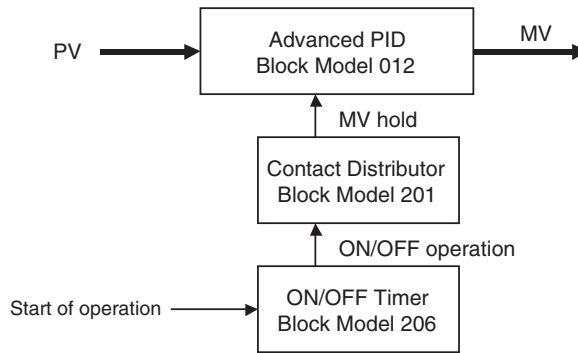 PV
Advanced PID
Block Model 012
MV
MV hold
Contact Distributor
Block Model 201
ON/OFF operation
Start of operation
ON/OFF Timer
Block Model 206